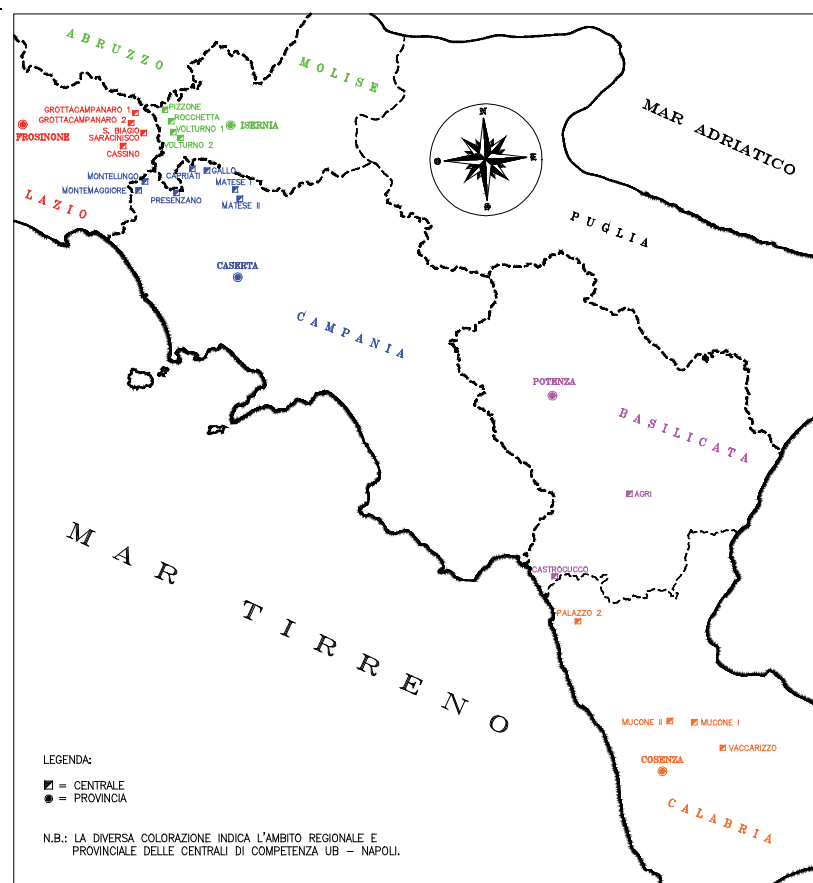 ABRUZZO
MOLISE
MAR ADRIATICO
PIZZONE
GROTTACAMPANARO 1
ROCCHETTA
GROTTACAMPANARO 2
ISERNIA
FROSINONE
S. BIAGIO
SARACINISCO
VOLTURNO 1
VOLTURNO 2
CASSINO
N
E
S
O
CAPRIATI
GALLO
MONTELUNGO
MATESE I
MONTEMAGGIORE
PRESENZANO
MATESE II
LAZIO
PUGLIA
CASERTA
CAMPANIA
POTENZA
BASILICATA
AGRI
MAR TIRRENO
CASTROCUCCO
PALAZZO 2
MUCONE II
MUCONE I
VACCARIZZO
COSENZA
CALABRIA
LEGENDA:
= CENTRALE
= PROVINCIA
N.B.: LA DIVERSA COLORAZIONE INDICA L'AMBITO REGIONALE E
PROVINCIALE DELLE CENTRALI DI COMPETENZA UB – NAPOLI.